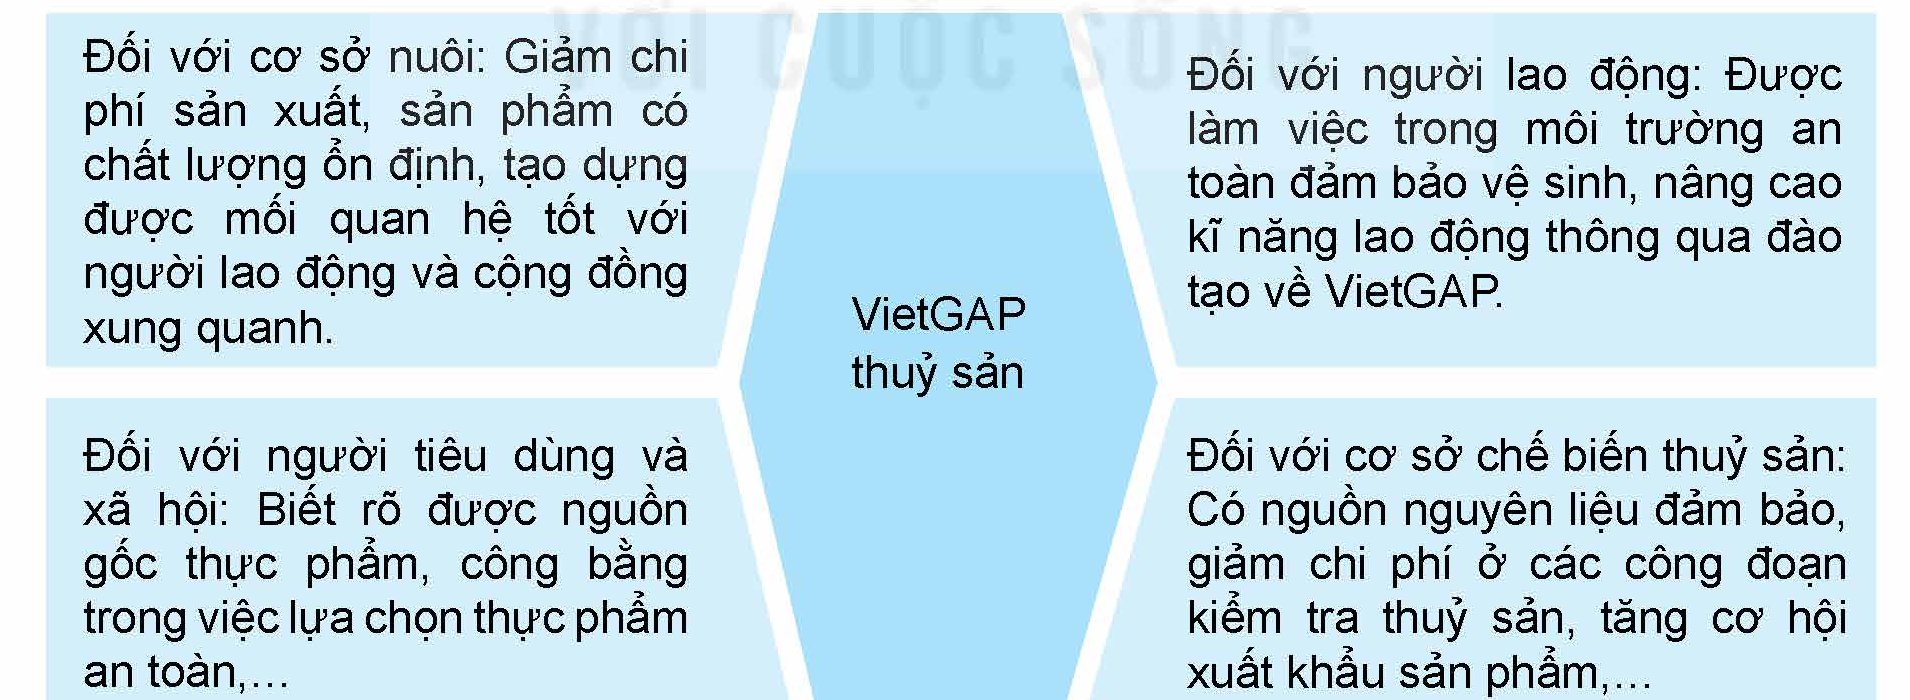 VỚI CUỘC SỐNG
Đối với cơ sở nuôi: Giảm chi
phí sản xuất, sản phẩm có
chất lượng ổn định, tạo dựng
được mối quan hệ tốt với
người lao động và cộng đồng
xung quanh.
Đối với người lao động: Được
làm việc trong môi trường an
toàn đảm bảo vệ sinh, nâng cao
kĩ năng lao động thông qua đào
tạo về VietGAP.
VietGAP
thuỷ sản
Đối với người tiêu dùng và
xã hội: Biết rõ được nguồn
gốc thực phẩm, công bằng
trong việc lựa chọn thực phẩm
an toàn,...
Đối với cơ sở chế biến thuỷ sản:
Có nguồn nguyên liệu đảm bảo,
giảm chi phí ở các công đoạn
kiểm tra thuỷ sản, tăng cơ hội
xuất khẩu sản phẩm,...